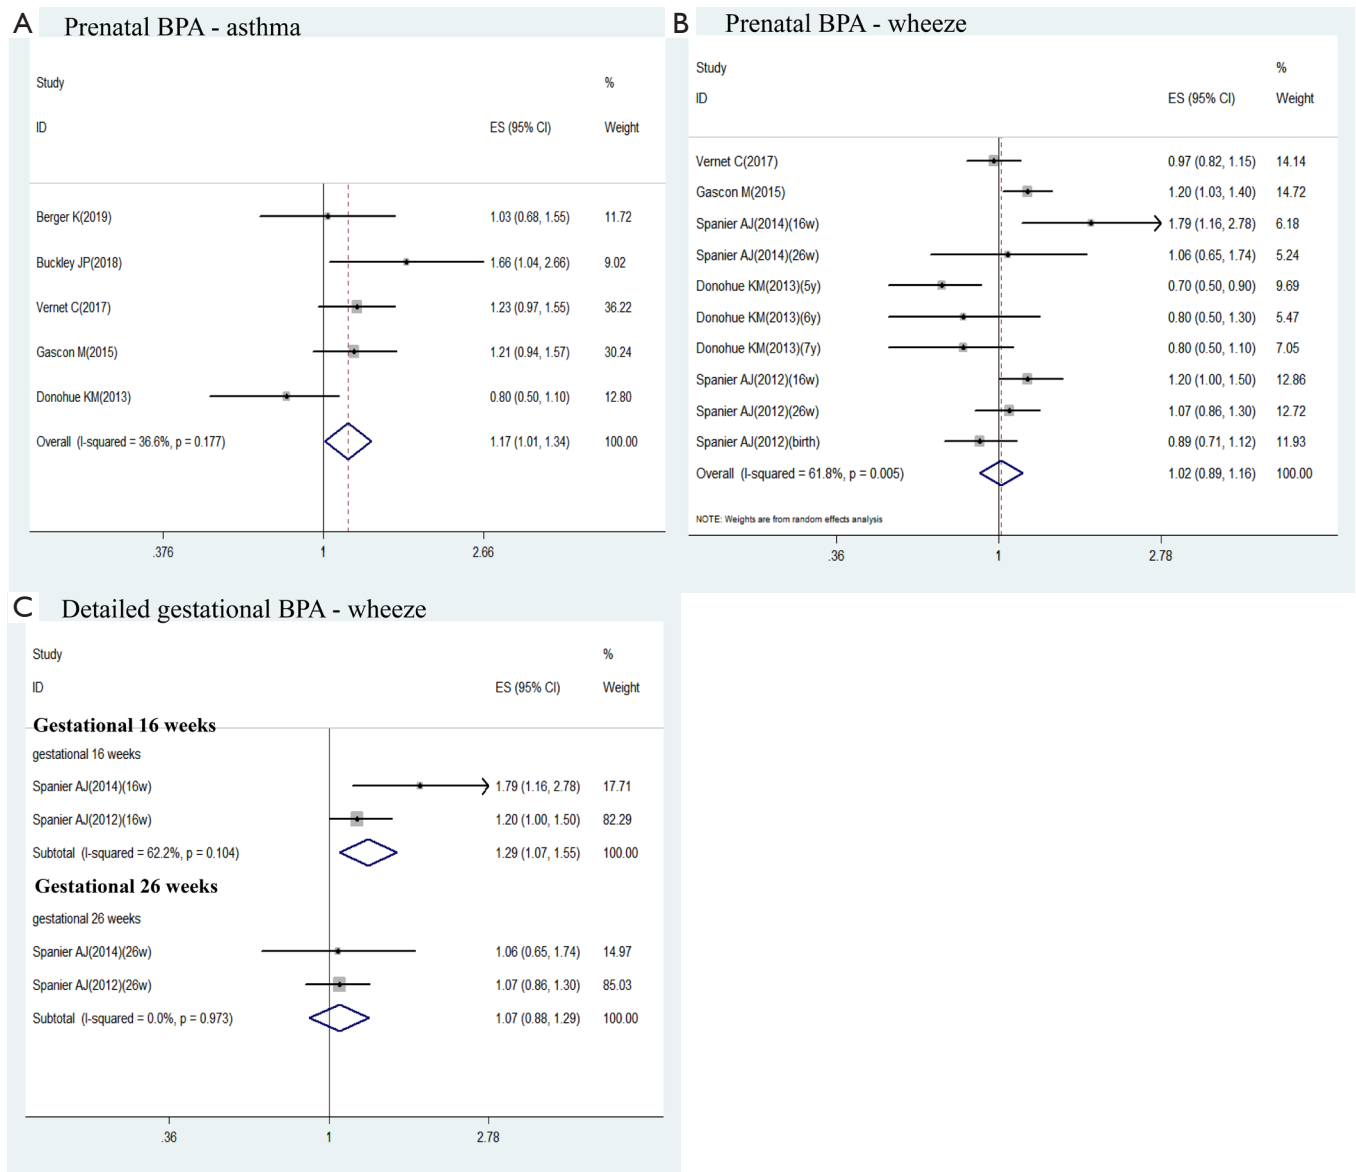 A Prenatal BPA - asthma
Study %
ID ES (95% CI) Weight
Berger K(2019) 1.03 (0.68, 1.55) 11.72
Buckley JP(2018) 1.66 (1.04, 2.66) 9.02
Vernet C(2017) 1.23 (0.97, 1.55) 36.22
Gascon M(2015) 1.21 (0.94, 1.57) 30.24
Donohue KM(2013) 0.80 (0.50, 1.10) 12.80
Overall (I-squared = 36.6%, p = 0.177) 1.17 (1.01, 1.34) 100.00
.376 1 2.66
B Prenatal BPA - wheeze
Study %
ID ES (95% CI) Weight
Vernet C(2017) 0.97 (0.82, 1.15) 14.14
Gascon M(2015) 1.20 (1.03, 1.40) 14.72
Spanier AJ(2014)(16w) 1.79 (1.16, 2.78) 6.18
Spanier AJ(2014)(26w) 1.06 (0.65, 1.74) 5.24
Donohue KM(2013)(5y) 0.70 (0.50, 0.90) 9.69
Donohue KM(2013)(6y) 0.80 (0.50, 1.30) 5.47
Donohue KM(2013)(7y) 0.80 (0.50, 1.10) 7.05
Spanier AJ(2012)(16w) 1.20 (1.00, 1.50) 12.86
Spanier AJ(2012)(26w) 1.07 (0.86, 1.30) 12.72
Spanier AJ(2012)(birth) 0.89 (0.71, 1.12) 11.93
Overall (I-squared = 61.8%, p = 0.005) 1.02 (0.89, 1.16) 100.00
NOTE: Weights are from random effects analysis
.36 1 2.78
C Detailed gestational BPA - wheeze
Study %
ID ES (95% CI) Weight
Gestational 16 weeks
gestational 16 weeks
Spanier AJ(2014)(16w) 1.79 (1.16, 2.78) 17.71
Spanier AJ(2012)(16w) 1.20 (1.00, 1.50) 82.29
Subtotal (I-squared = 62.2%, p = 0.104) 1.29 (1.07, 1.55) 100.00
Gestational 26 weeks
gestational 26 weeks
Spanier AJ(2014)(26w) 1.06 (0.65, 1.74) 14.97
Spanier AJ(2012)(26w) 1.07 (0.86, 1.30) 85.03
Subtotal (I-squared = 0.0%, p = 0.973) 1.07 (0.88, 1.29) 100.00
.36 1 2.78